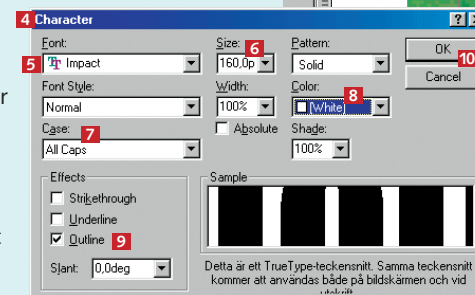 4 Character
Font: Size: 6 Pattern: OK 10
5 Impact 160,0p Solid
Cancel
Font Style: Width: Color: 8
Normal 100% [White]
Case: 7 Absolute Shade:
All Caps 100%
Effects Sample
Strikethrough
Underline
Outline 9
Slant: 0,0deg
Detta är ett TrueType-teckensnitt. Samma teckensnitt
kommer att användas både på bildskärmen och vid
utskrift